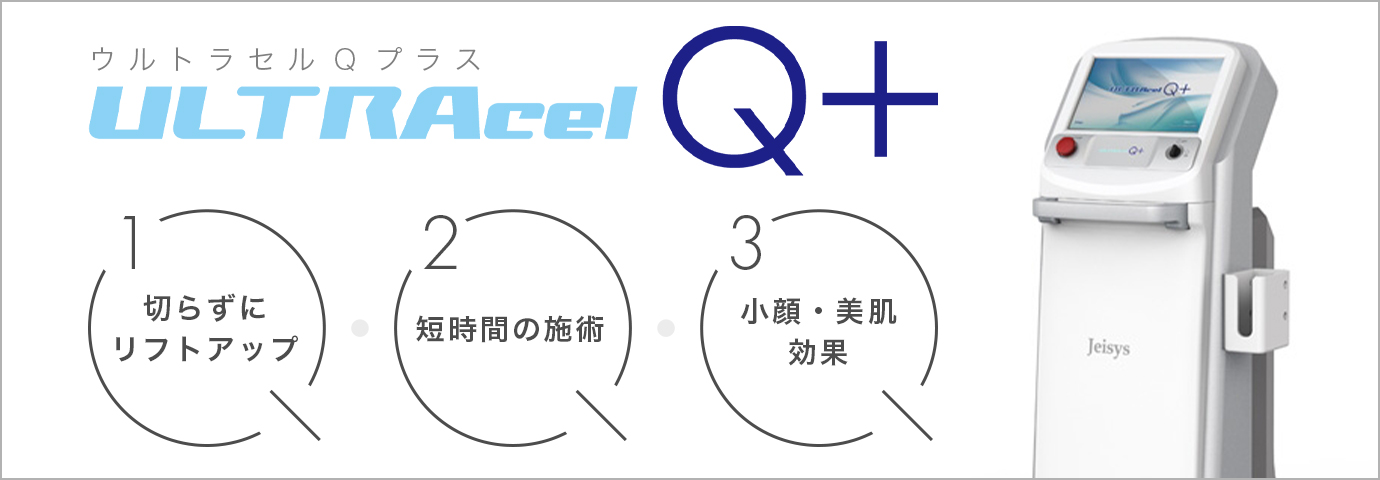 ウルトラセルQプラス
ULTRAcel Q+
1
切らずに
リフトアップ
2
短時間の施術
3
小顔・美肌
効果
ULTRAcel Q+
Q+
Jeisys